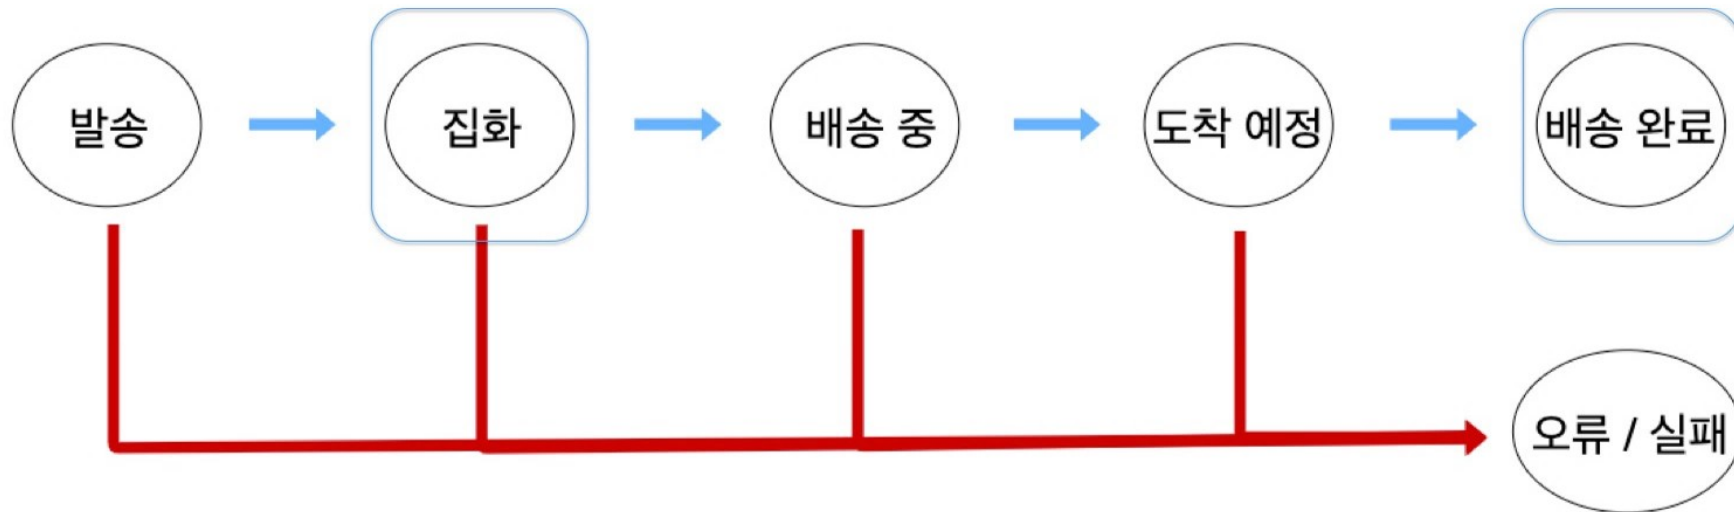 발송
집화
배송 중
도착 예정
배송 완료
오류 / 실패